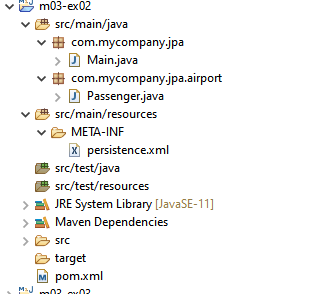 m03-ex02
src/main/java
com.mycompany.jpa
Main.java
com.mycompany.jpa.airport
Passenger.java
src/main/resources
META-INF
persistence.xml
src/test/java
src/test/resources
JRE System Library [JavaSE-11]
Maven Dependencies
src
target
pom.xml
m03-ex03